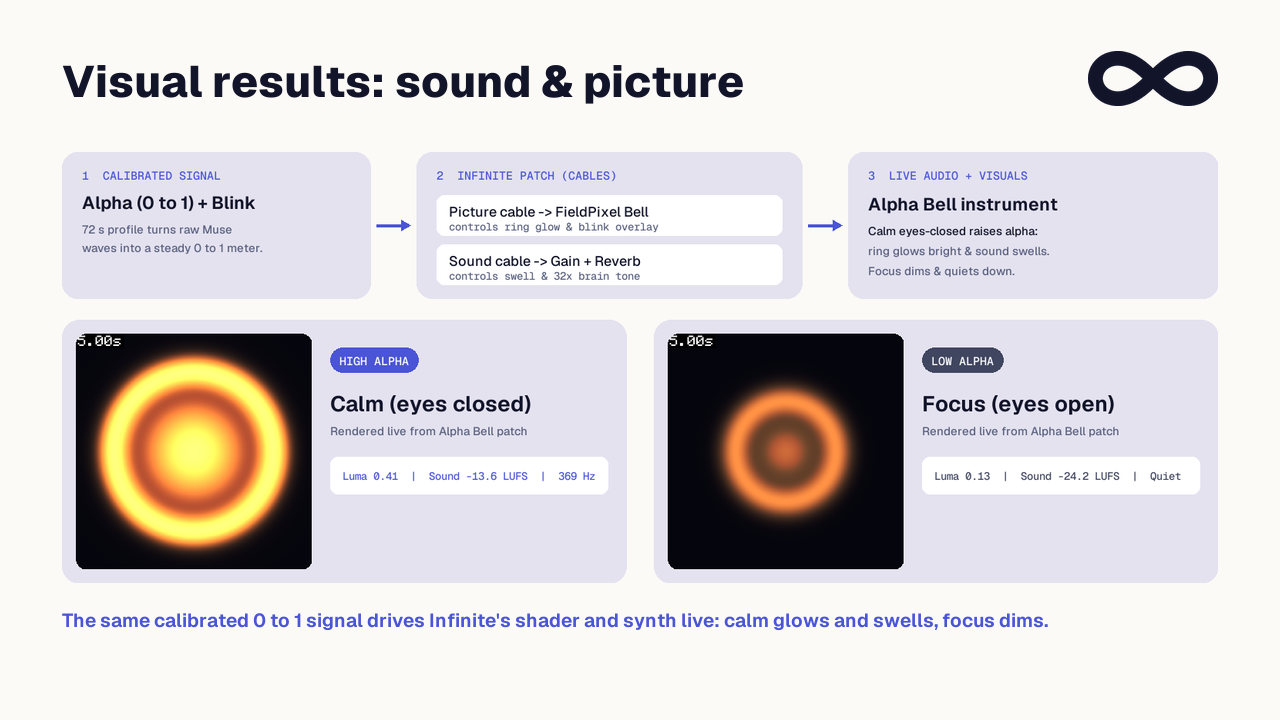 Visual results: sound & picture
1 CALIBRATED SIGNAL
Alpha (0 to 1) + Blink
72 s profile turns raw Muse
waves into a steady 0 to 1 meter.
2 INFINITE PATCH (CABLES)
Picture cable -> FieldPixel Bell
controls ring glow & blink overlay
Sound cable -> Gain + Reverb
controls swell & 32x brain tone
3 LIVE AUDIO + VISUALS
Alpha Bell instrument
Calm eyes-closed raises alpha:
ring glows bright & sound swells.
Focus dims & quiets down.
5.00s
HIGH ALPHA
Calm (eyes closed)
Rendered live from Alpha Bell patch
Luma 0.41 | Sound -13.6 LUFS | 369 Hz
5.00s
LOW ALPHA
Focus (eyes open)
Rendered live from Alpha Bell patch
Luma 0.13 | Sound -24.2 LUFS | Quiet
The same calibrated 0 to 1 signal drives Infinite's shader and synth live: calm glows and swells, focus dims.